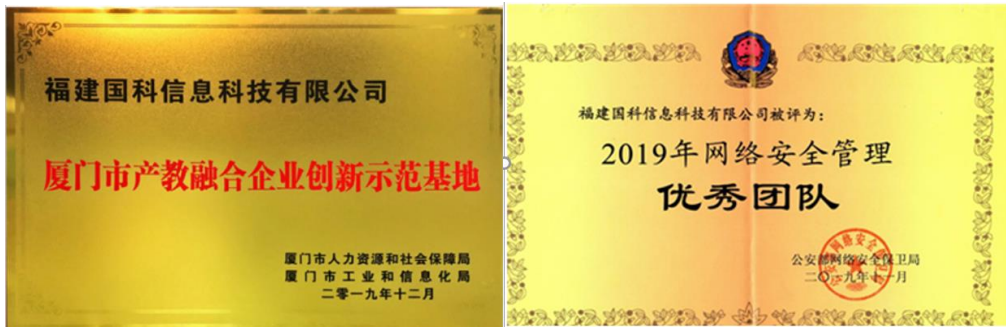 福建国科信息科技有限公司
厦门市产教融合企业创新示范基地
厦门市人力资源和社会保障局
厦门市工业和信息化局
二零一九年十二月
福建国科信息科技有限公司被评为：
2019年网络安全管理
优秀团队
公安部网络安全保卫局
二〇一九年十一月